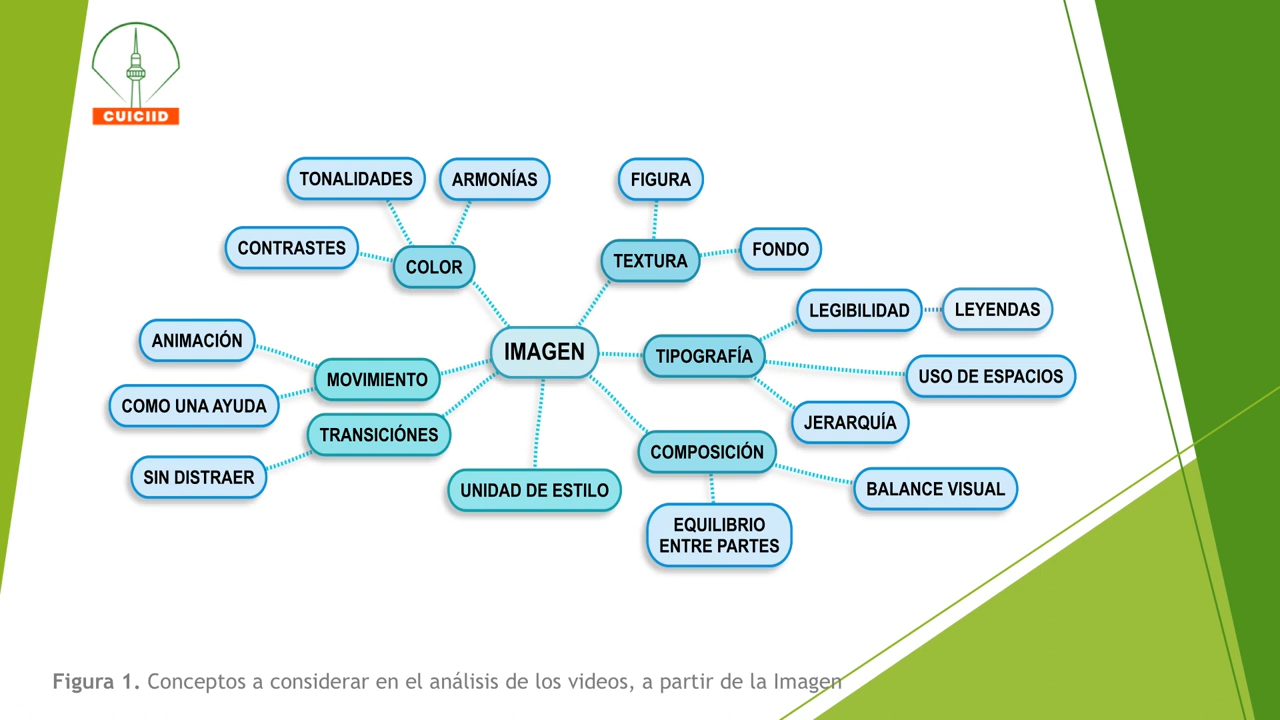 CUICIID
TONALIDADES
ARMONÍAS
FIGURA
CONTRASTES
COLOR
TEXTURA
FONDO
LEGIBILIDAD
LEYENDAS
ANIMACIÓN
IMAGEN
TIPOGRAFÍA
MOVIMIENTO
USO DE ESPACIOS
COMO UNA AYUDA
JERARQUÍA
TRANSICIÓNES
COMPOSICIÓN
SIN DISTRAER
UNIDAD DE ESTILO
BALANCE VISUAL
EQUILIBRIO
ENTRE PARTES
Figura 1. Conceptos a considerar en el análisis de los videos, a partir de la Imagen